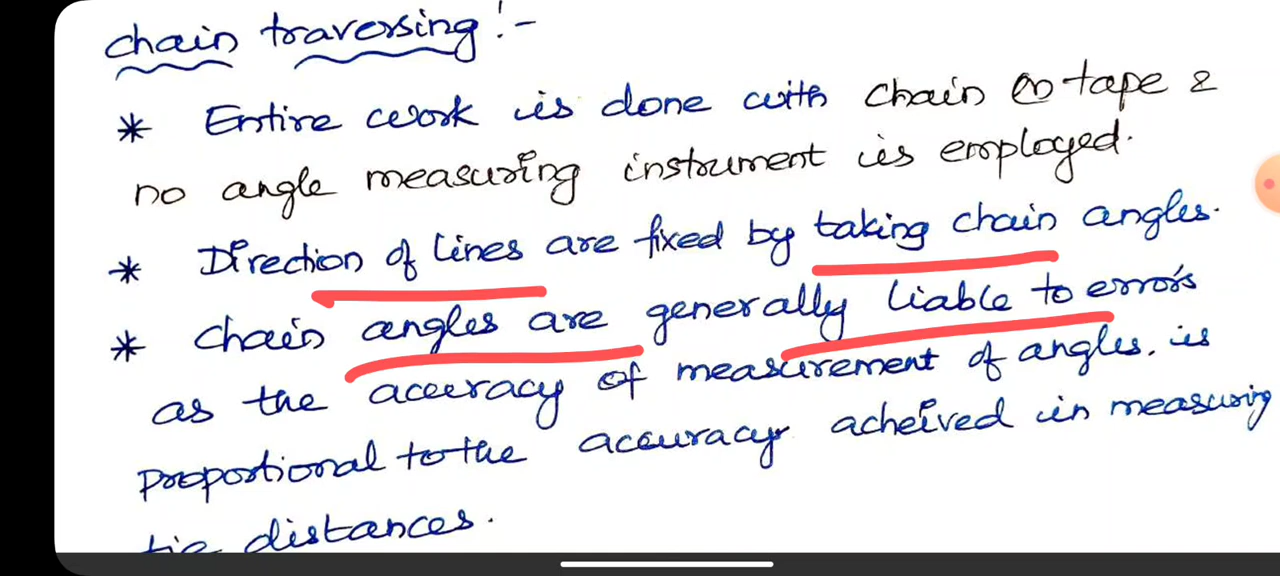 chain traversing:-
* Entire work is done with chain (or) tape &
no angle measuring instrument is employed.
* Direction of lines are fixed by taking chain angles.
* chain angles are generally liable to errors
as the accuracy of measurement of angles. is
proportional to the accuracy acheived in measuring
tie distances.